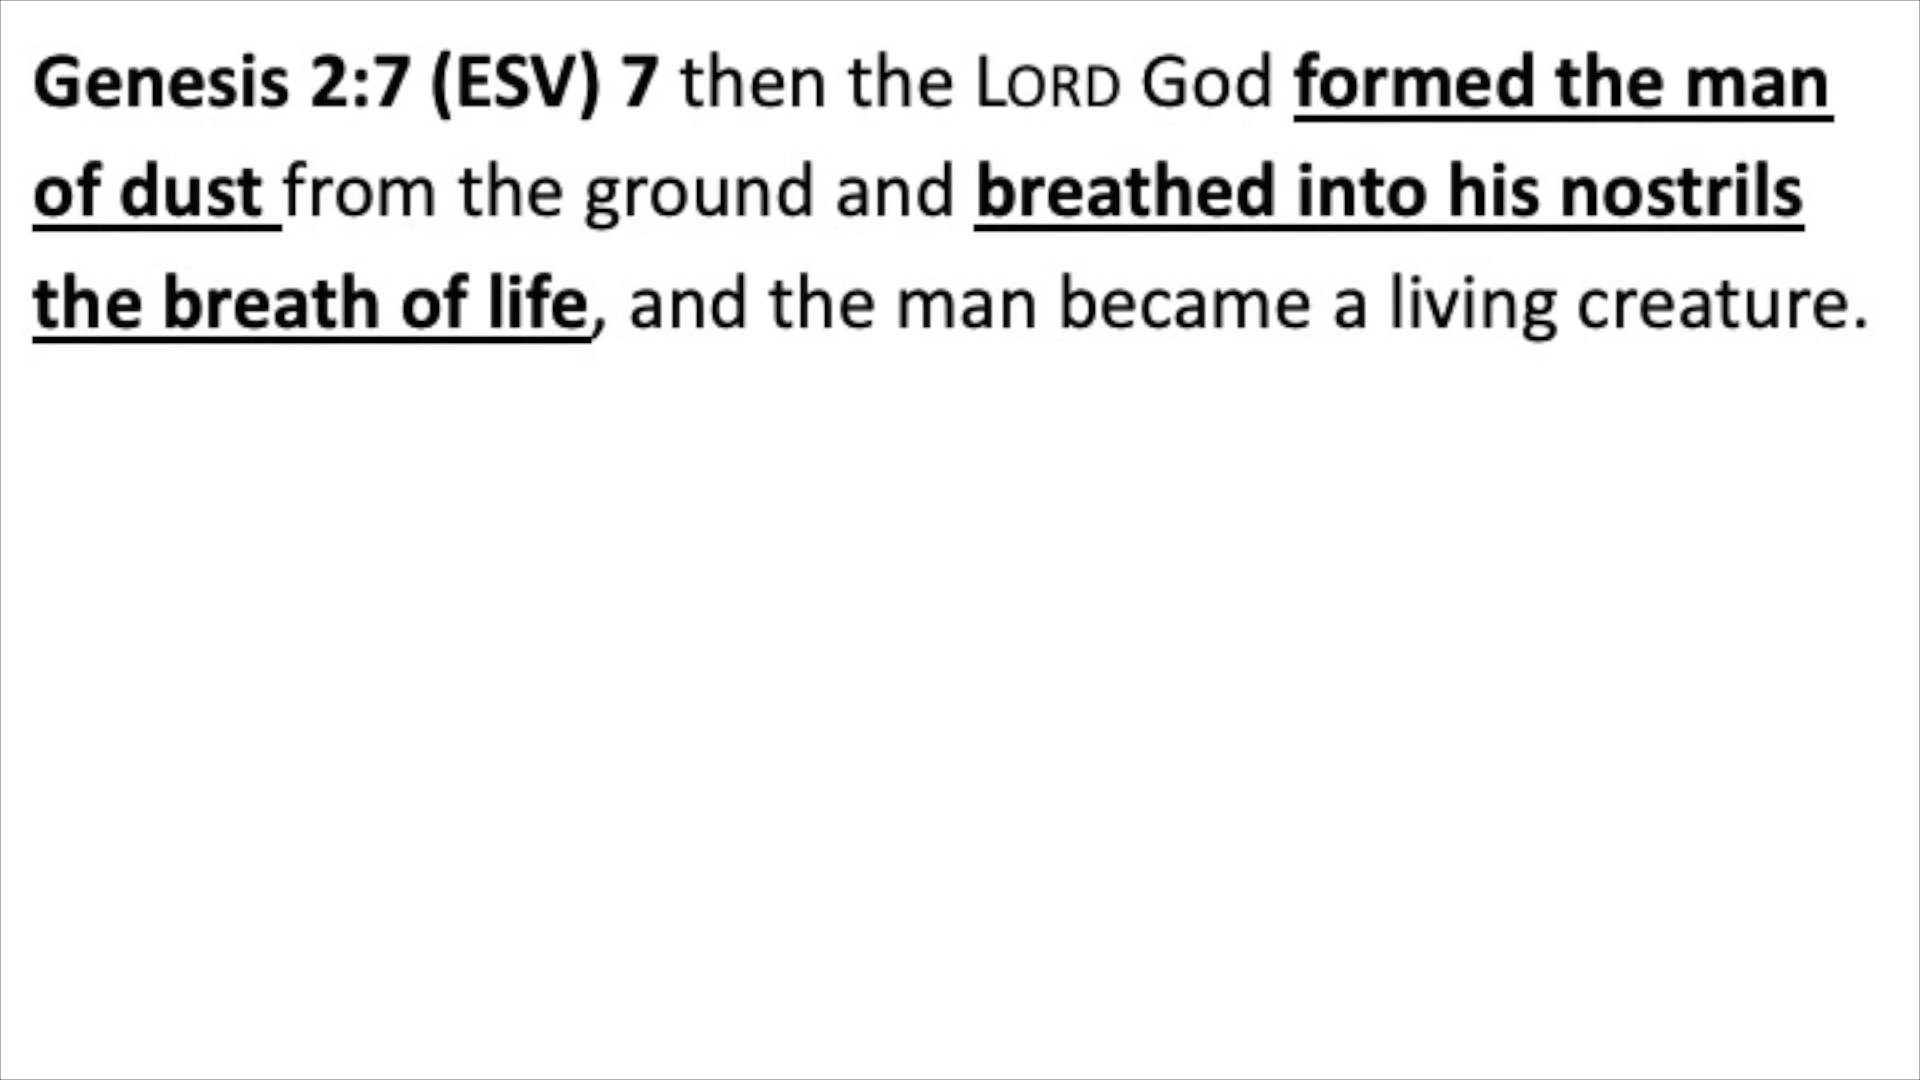 Genesis 2:7 (ESV) 7 then the LORD God formed the man
of dust from the ground and breathed into his nostrils
the breath of life, and the man became a living creature.